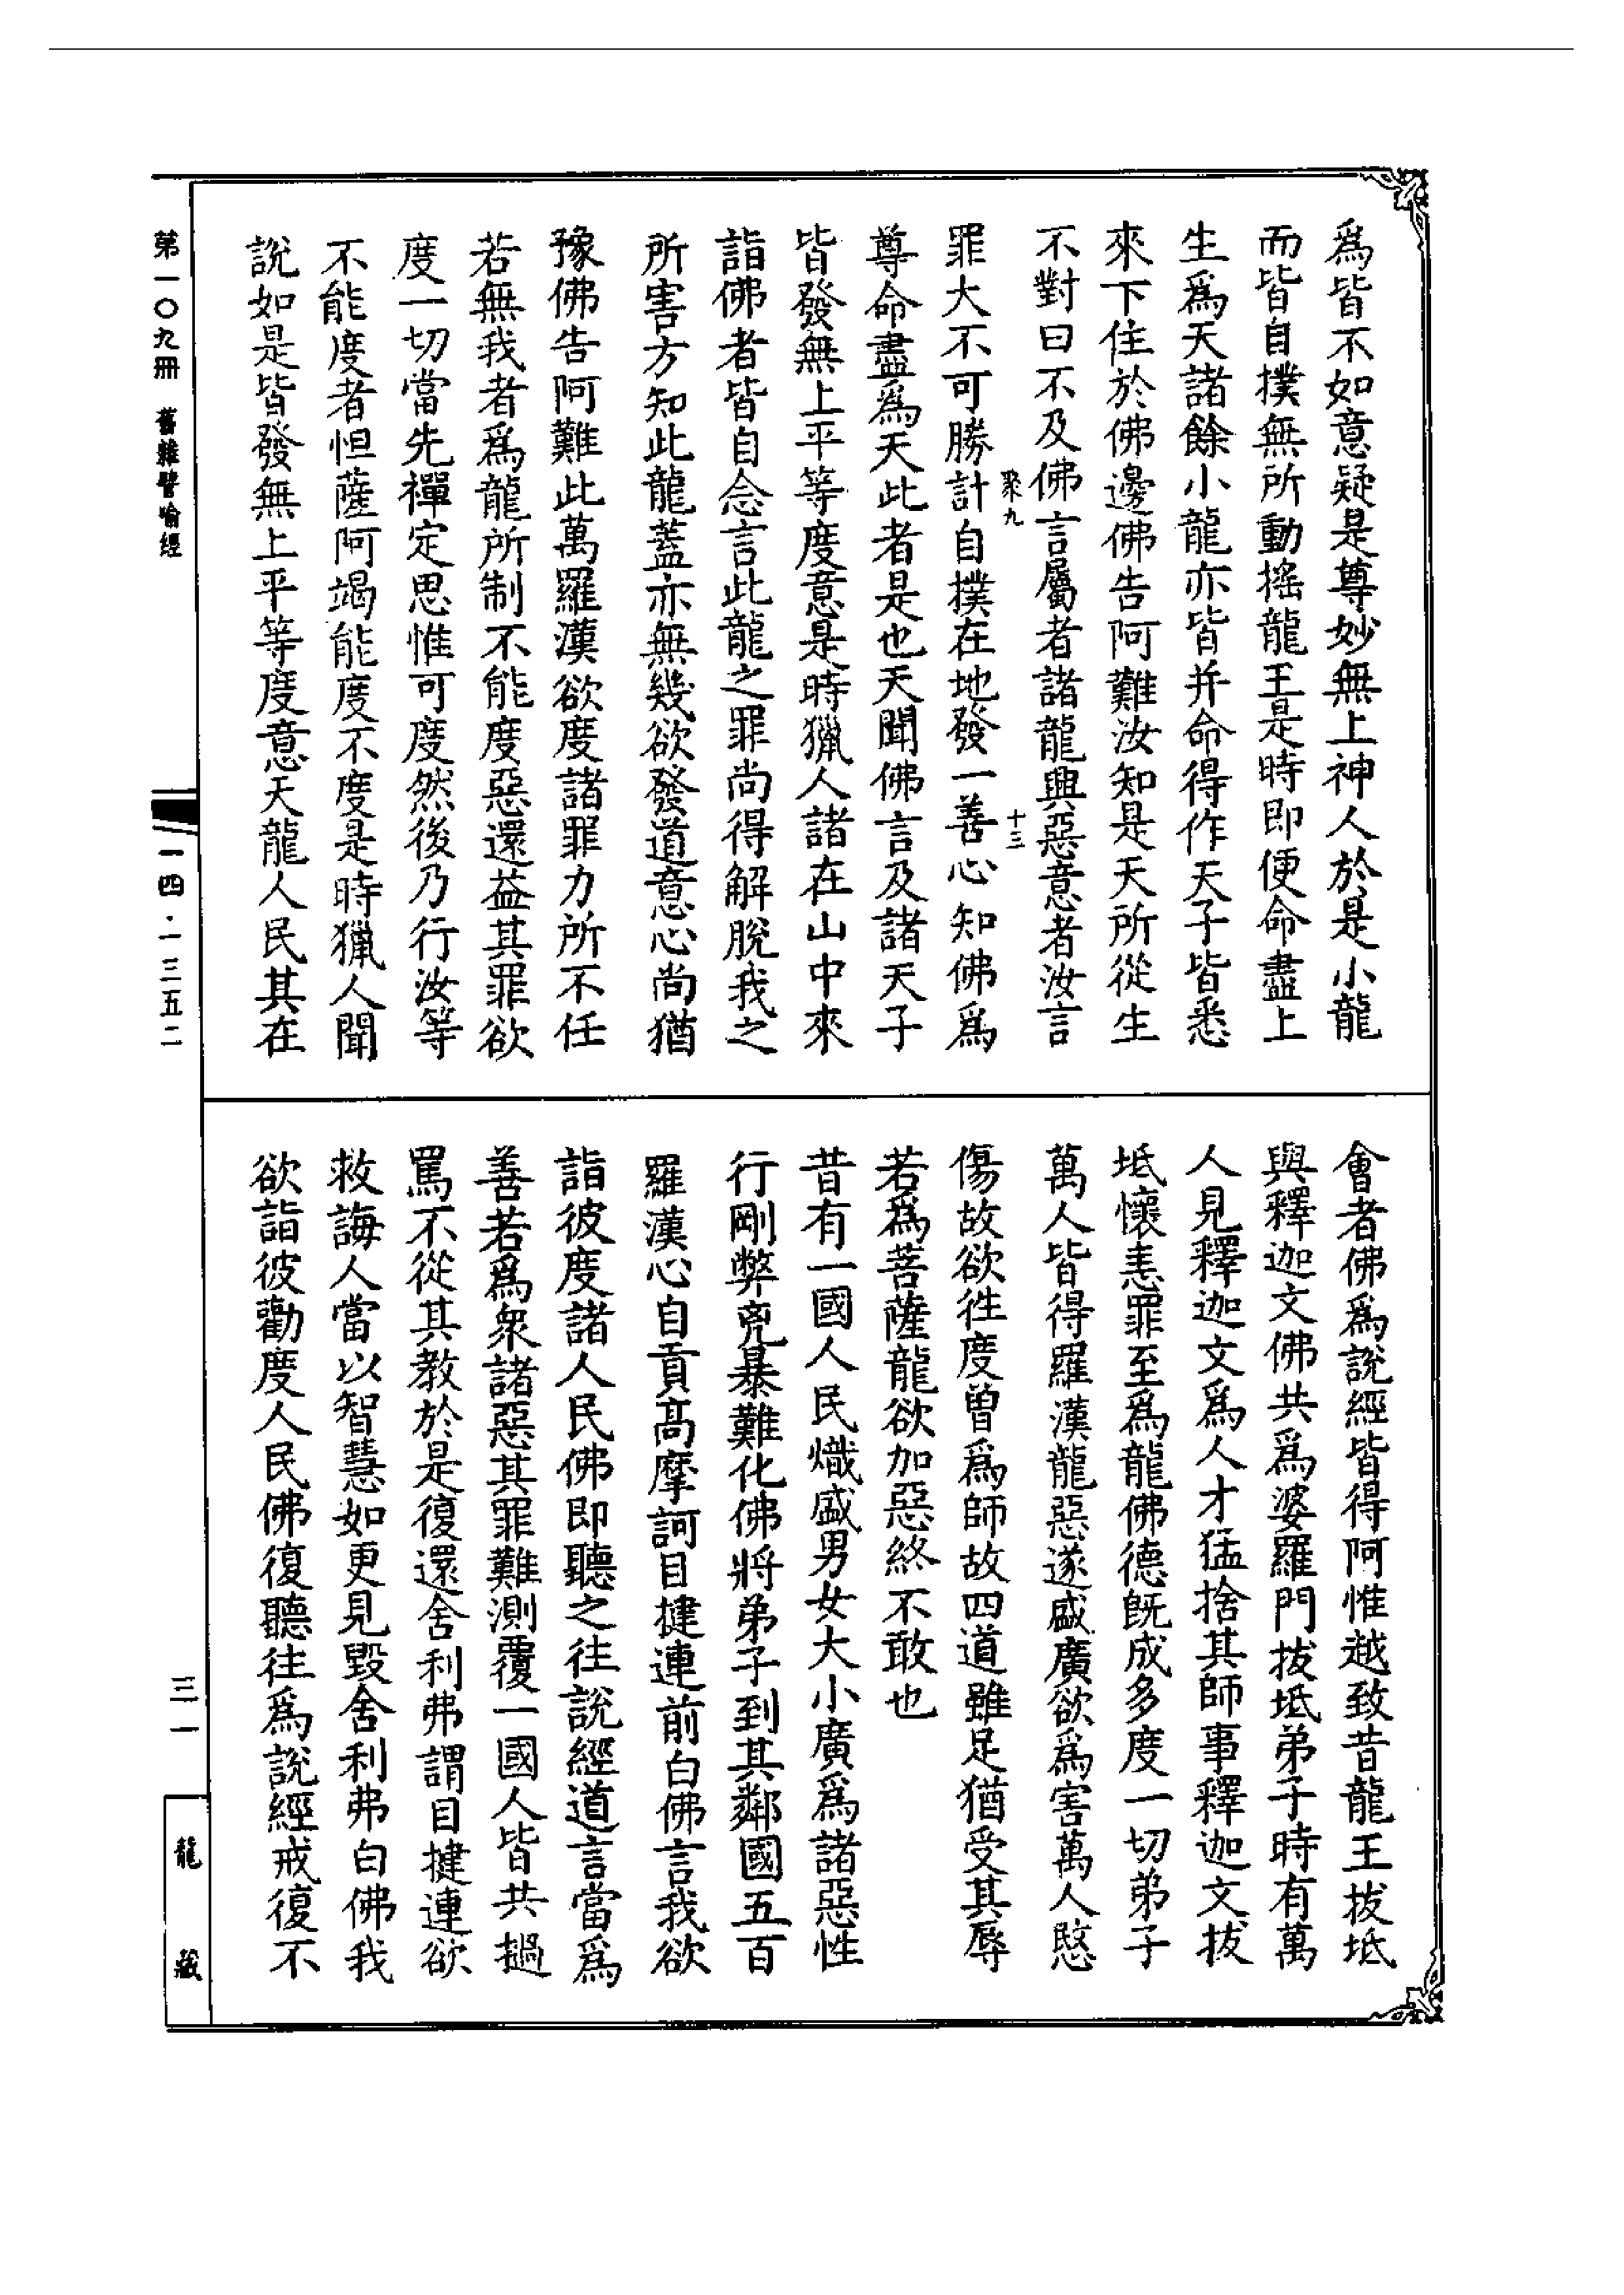 爲皆不如意疑是尊妙無上神人於是小龍
而皆自撲無所動搖龍王是時即便命盡上
生爲天諸餘小龍亦皆并命得作天子皆悉
來下住於佛邊佛告阿難汝知是天所從生
不對曰不及佛言屬者諸龍興惡意者汝言
聚九 十三
罪大不可勝計自撲在地發一善心知佛爲
尊命盡爲天此者是也天聞佛言及諸天子
皆發無上平等度意是時獵人諸在山中來
詣佛者皆自念言此龍之罪尚得解脫我之
所害方知此龍蓋亦無幾欲發道意心尚猶
豫佛告阿難此萬羅漢欲度諸罪力所不任
若無我者爲龍所制不能度惡還益其罪欲
度一切當先禪定思惟可度然後乃行汝等
不能度者怛薩阿竭能度不度是時獵人聞
說如是皆發無上平等度意天龍人民其在
會者佛爲說經皆得阿惟越致昔龍王拔坻
與釋迦文佛共爲婆羅門拔坻弟子時有萬
人見釋迦文爲人才猛捨其師事釋迦文拔
坻懷恚罪至爲龍佛德旣成多度一切弟子
萬人皆得羅漢龍惡遂盛廣欲爲害萬人愍
傷故欲往度曾爲師故四道雖足猶受其辱
若爲菩薩龍欲加惡終不敢也
昔有一國人民熾盛男女大小廣爲諸惡性
行剛弊兇暴難化佛將弟子到其鄰國五百
羅漢心自貢高摩訶目揵連前白佛言我欲
詣彼度諸人民佛即聽之往說經道言當爲
善若爲衆諸惡其罪難測覆一國人皆共撾
罵不從其教於是復還舍利弗謂目揵連欲
救誨人當以智慧如更見毀舍利弗白佛我
欲詣彼勸度人民佛復聽往爲說經戒復不
第一〇九冊 舊雜譬喻經
一四·一三五二
三一
龍藏